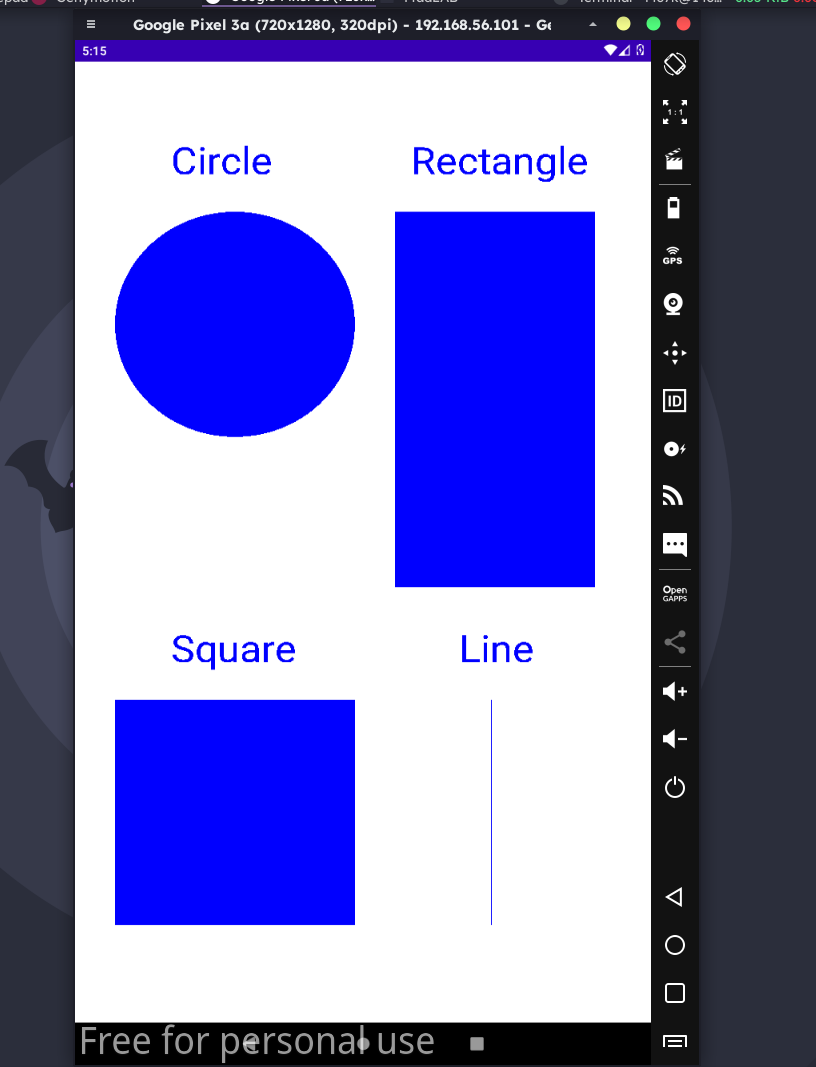 Google Pixel 3a (720x1280, 320dpi) - 192.168.56.101 - Ge
5:15
1:1
GPS
ID
Open
GAPPS
Circle
Rectangle
Square
Line
Free for personal use